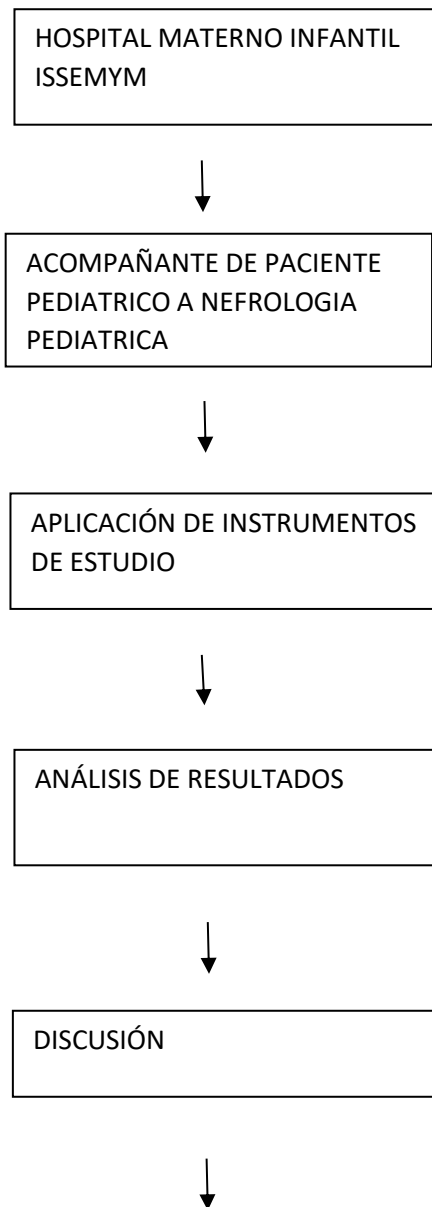 HOSPITAL MATERNO INFANTIL
ISSEMYM
ACOMPAÑANTE DE PACIENTE
PEDIATRICO A NEFROLOGIA
PEDIATRICA
APLICACIÓN DE INSTRUMENTOS
DE ESTUDIO
ANÁLISIS DE RESULTADOS
DISCUSIÓN